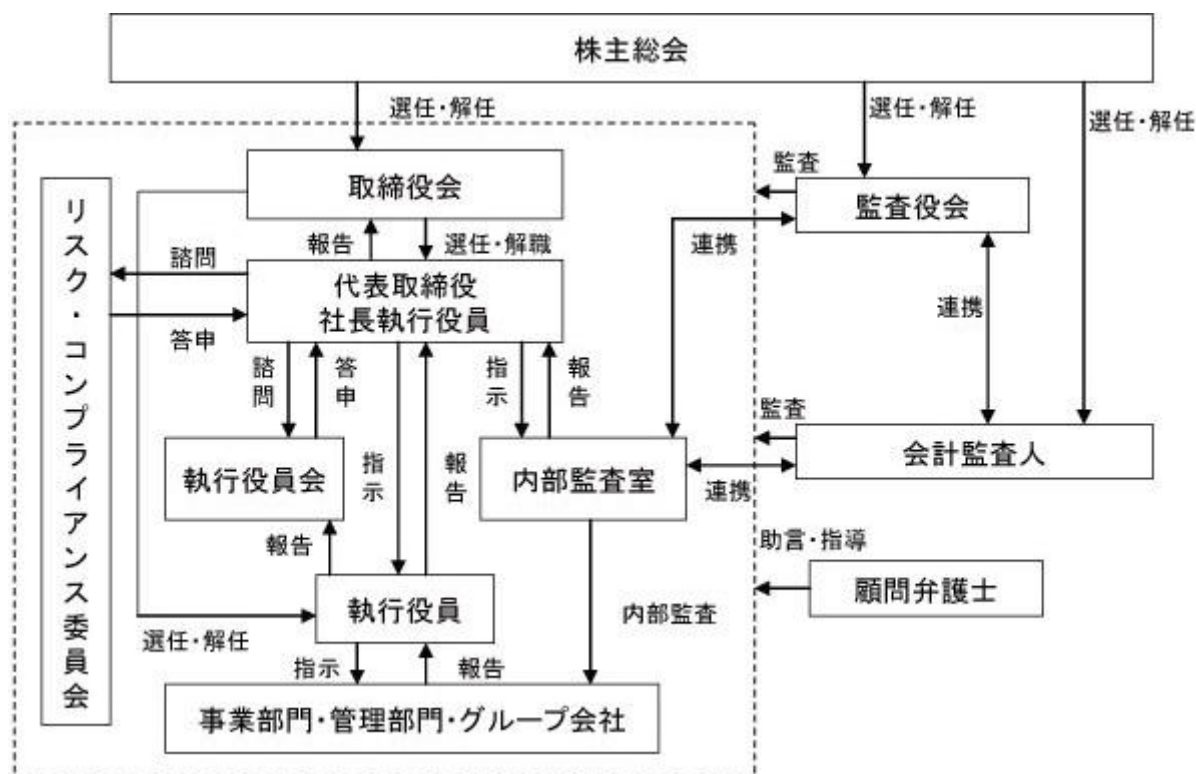 株主総会
選任・解任
選任・解任
選任・解任
取締役会
監査
監査役会
リスク・コンプライアンス委員会
報告
選任・解職
連携
諮問
代表取締役
社長執行役員
答申
連携
諮問
答申
指示
報告
監査
執行役員会
指示
報告
内部監査室
連携
会計監査人
報告
助言・指導
執行役員
顧問弁護士
選任・解任
内部監査
指示
報告
事業部門・管理部門・グループ会社